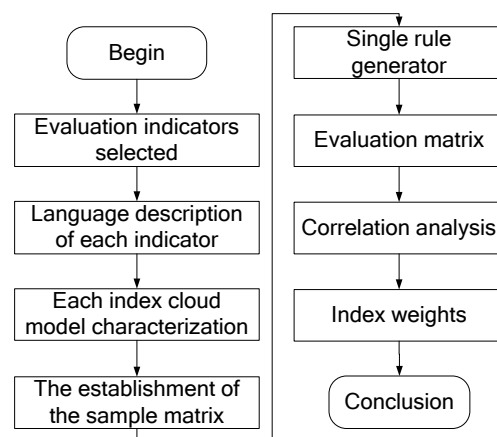 Begin
Evaluation indicators
selected
Language description
of each indicator
Each index cloud
model characterization
The establishment of
the sample matrix
Single rule
generator
Evaluation matrix
Correlation analysis
Index weights
Conclusion